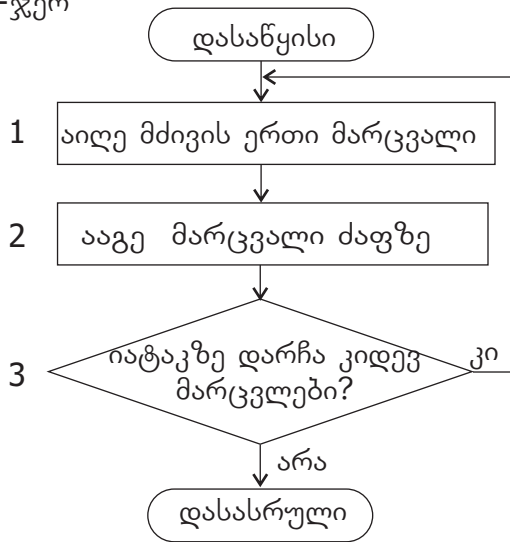 დასაწყისი
1 აიღე მძივის ერთი მარცვალი
2 ააგე მარცვალი ძაფზე
3 იატაკზე დარჩა კიდევ მარცვლები?
კი
არა
დასასრული